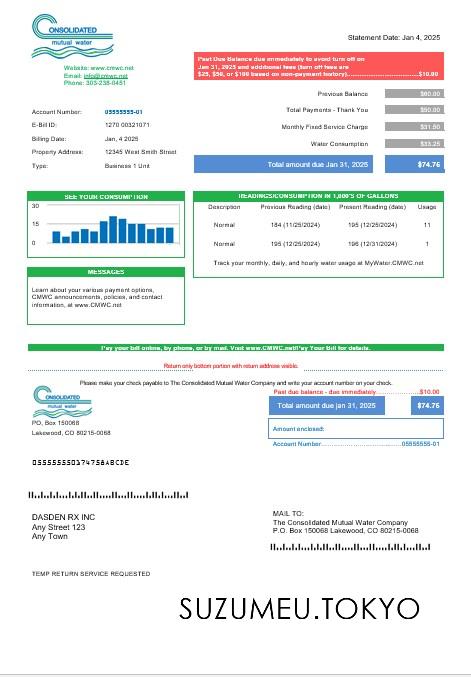 CONSOLIDATED
mutual water
Statement Date: Jan 4, 2025
Website: www.cmwc.net
Email: info@cmwc.net
Phone: 303-238-0451
Past Due Balance due immediately to avoid turn off on
Jan 31, 2025 and additional fees (turn off fees are
$25, $50, or $100 based on non-payment history)......$10.00
Previous Balance $60.00
Total Payments - Thank You $50.00
Monthly Fixed Service Charge $31.50
Water Consumption $33.25
Total amount due Jan 31, 2025 $74.76
Account Number: 05555555-01
E-Bill ID: 1270 00321071
Billing Date: Jan, 4 2025
Property Address: 12345 West Smith Street
Type: Business 1 Unit
SEE YOUR CONSUMPTION
30
15
0
READINGS/CONSUMPTION IN 1,000'S OF GALLONS
Description Previous Reading (date) Present Reading (date) Usage
Normal 184 (11/25/2024) 195 (12/25/2024) 11
Normal 195 (12/25/2024) 196 (12/31/2024) 1
Track your monthly, daily, and hourly water usage at MyWater.CMWC.net
MESSAGES
Learn about your various payment options,
CMWC announcements, policies, and contact
information, at www.CMWC.net
Pay your bill online, by phone, or by mail. Visit www.CMWC.net/Pay Your Bill for details.
Return only bottom portion with return address visible.
Please make your check payable to The Consolidated Mutual Water Company and write your account number on your check.
CONSOLIDATED
mutual water
PO, Box 150068
Lakewood, CO 80215-0068
Past due balance - due immediately......$10.00
Total amount due jan 31, 2025 $74.75
Amount enclosed:
Account Number......05555555-01
055555550174758ABCDE
DASDEN RX INC
Any Street 123
Any Town
MAIL TO:
The Consolidated Mutual Water Company
P.O. Box 150068 Lakewood, CO 80215-0068
TEMP RETURN SERVICE REQUESTED
SUZUMEU.TOKYO